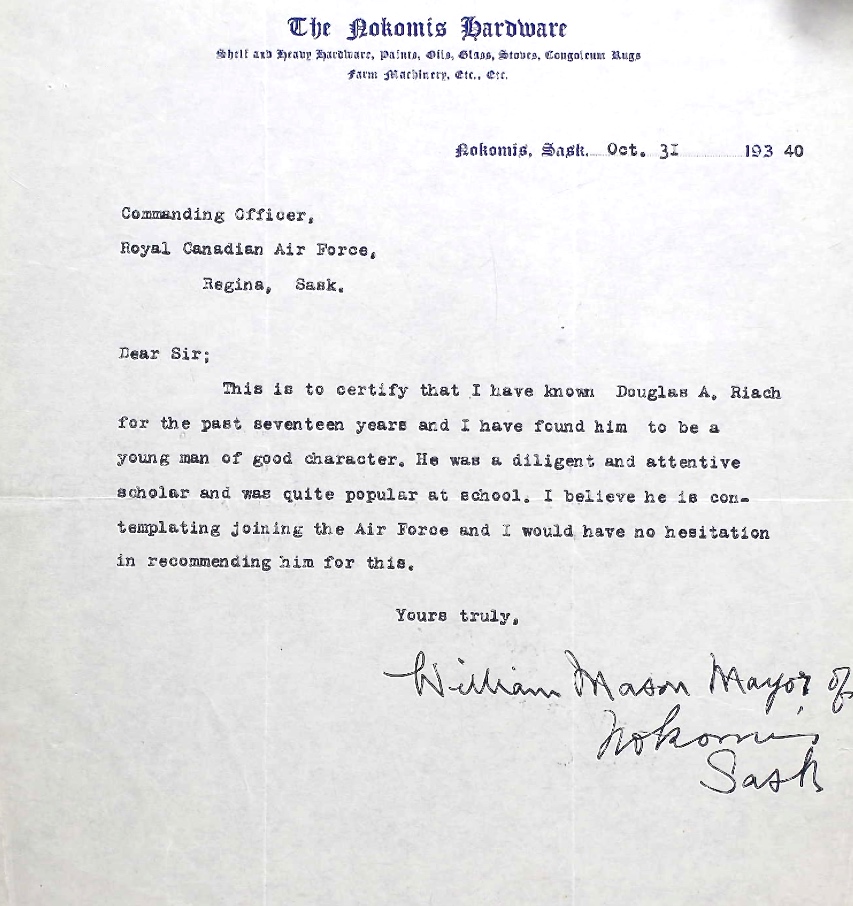 The Nokomis Hardware
Shelf and Heavy Hardware, Paints, Oils, Glass, Stoves, Congoleum Rugs
Farm Machinery, Etc., Etc.
Nokomis, Sask. Oct. 31 193 40
Commanding Officer,
Royal Canadian Air Force,
Regina, Sask.
Dear Sir;
This is to certify that I have known Douglas A. Riach
for the past seventeen years and I have found him to be a
young man of good character. He was a diligent and attentive
scholar and was quite popular at school. I believe he is con-
templating joining the Air Force and I would have no hesitation
in recommending him for this.
Yours truly,
William Mason Mayor of
Nokomis
Sask